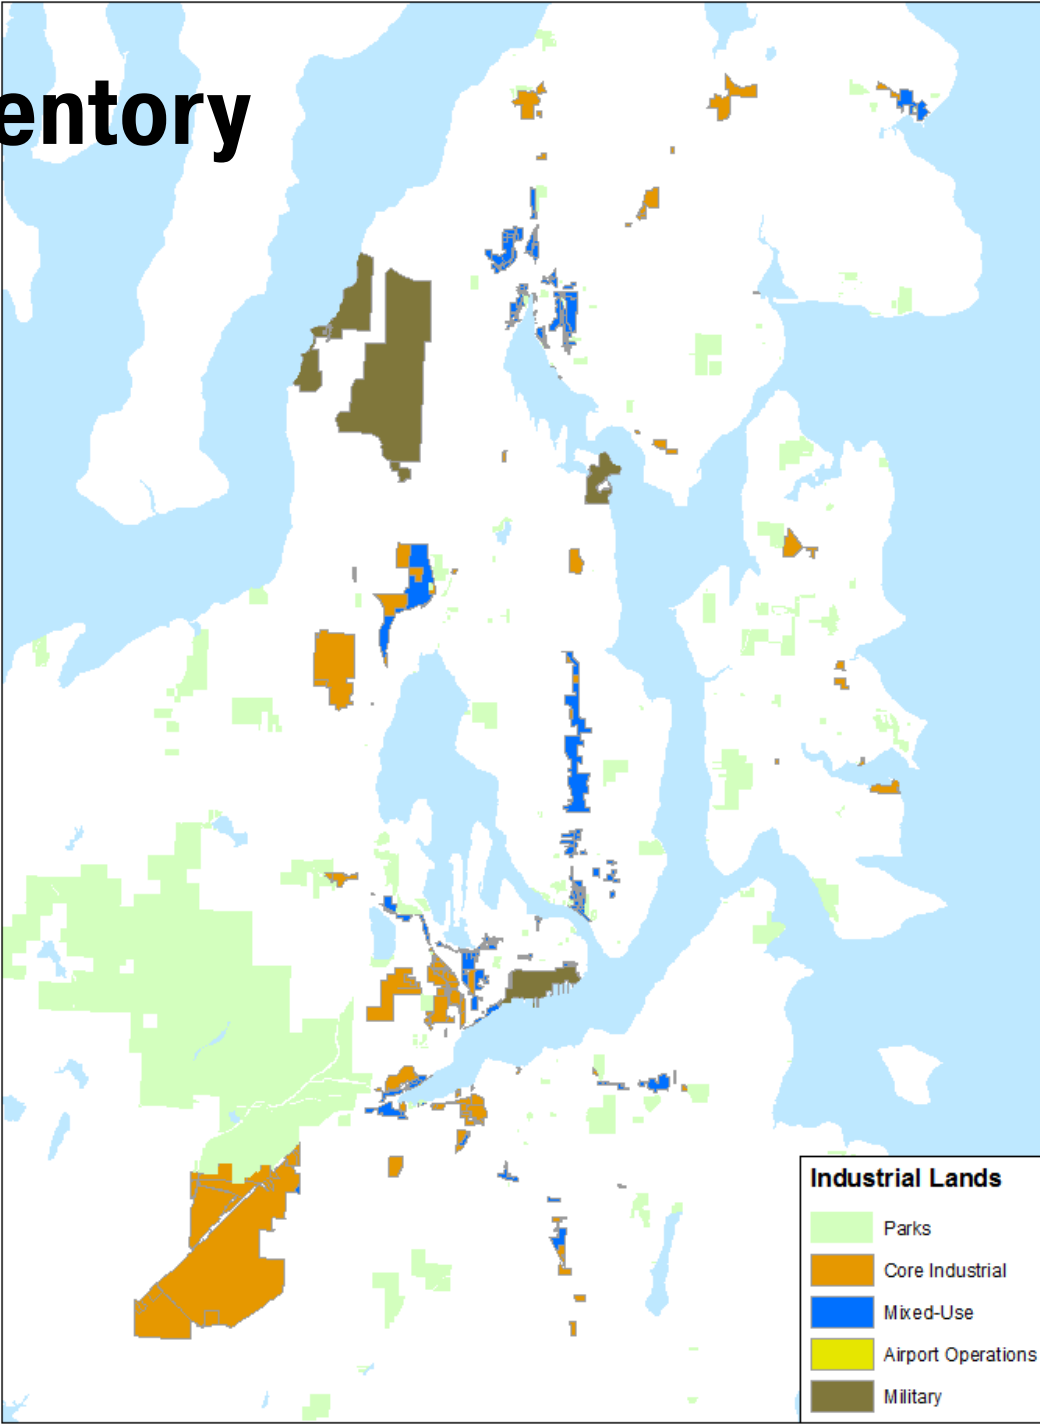 entory
Industrial Lands
Parks
Core Industrial
Mixed-Use
Airport Operations
Military